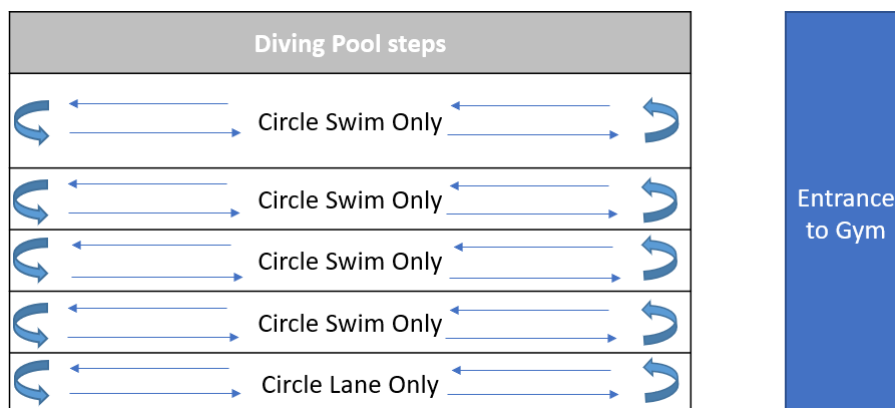 Diving Pool steps
Circle Swim Only
Circle Swim Only
Circle Swim Only
Circle Swim Only
Circle Lane Only
Entrance
to Gym